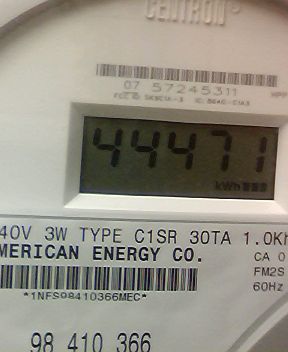 CENTRON®
07 57245311
44471
kWh
40V 3W TYPE C1SR 30TA 1.0Kh
MERICAN ENERGY CO.
CA 0
FM2S
60Hz
*1NFS98410366MEC*
98 410 366